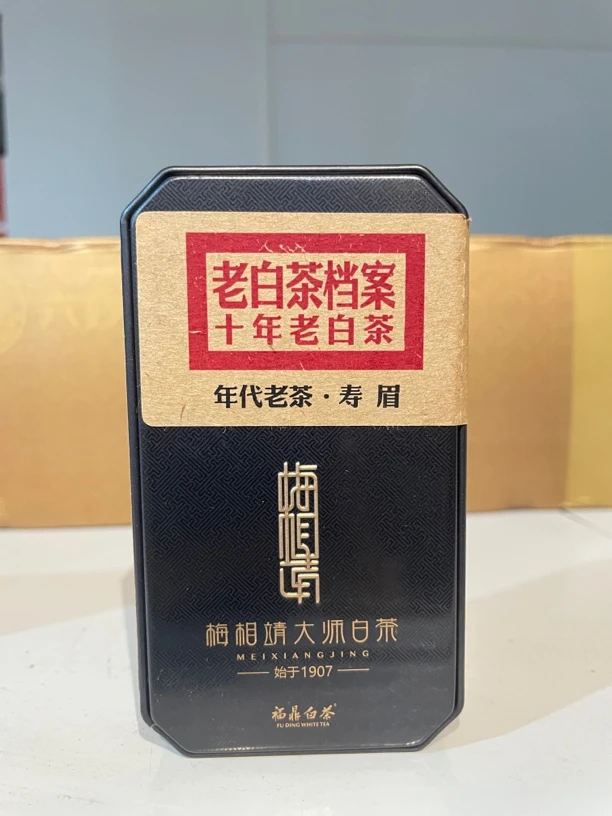 老白茶档案
十年老白茶
年代老茶·寿眉
梅相靖
梅相靖大师白茶
MEIXIANGJING
始于1907
福鼎白茶
FU DING WHITE TEA